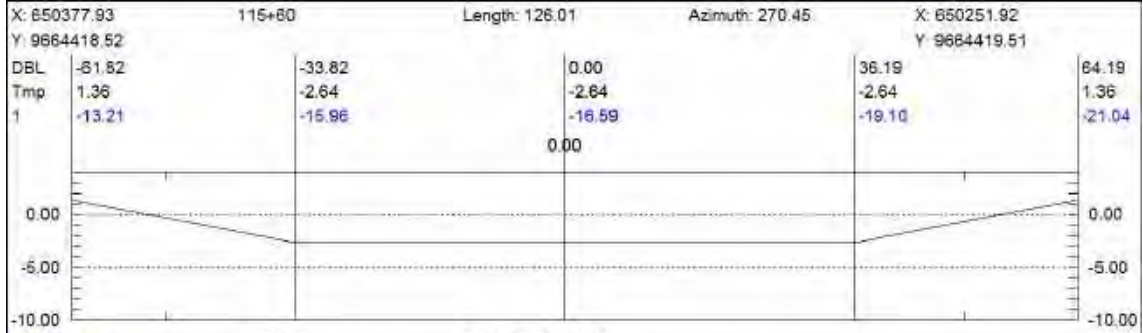 X: 650377.93 115+60 Length: 126.01 Azimuth: 270.45 X: 650251.92
Y: 9664418.52 Y: 9664419.51
DBL -61.82 -33.82 0.00 36.19 64.19
Tmp 1.36 -2.64 -2.64 -2.64 1.36
1 -13.21 -15.96 -16.59 -19.10 -21.04
0.00
0.00 0.00
-5.00 -5.00
-10.00 -10.00